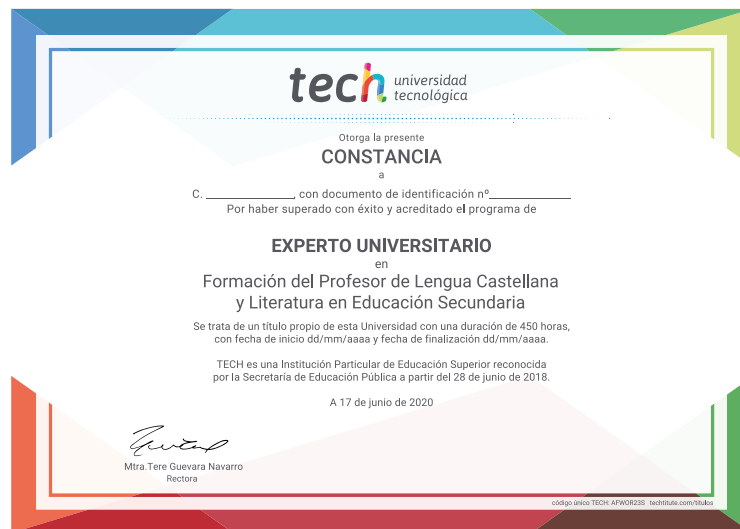 tech universidad
tecnológica
Otorga la presente
CONSTANCIA
a
C. ________________, con documento de identificación nº______________
Por haber superado con éxito y acreditado el programa de
EXPERTO UNIVERSITARIO
en
Formación del Profesor de Lengua Castellana
y Literatura en Educación Secundaria
Se trata de un título propio de esta Universidad con una duración de 450 horas,
con fecha de inicio dd/mm/aaaa y fecha de finalización dd/mm/aaaa.
TECH es una Institución Particular de Educación Superior reconocida
por la Secretaría de Educación Pública a partir del 28 de junio de 2018.
A 17 de junio de 2020
Mtra.Tere Guevara Navarro
Rectora
código único TECH: AFWOR23S techtitute.com/titulos